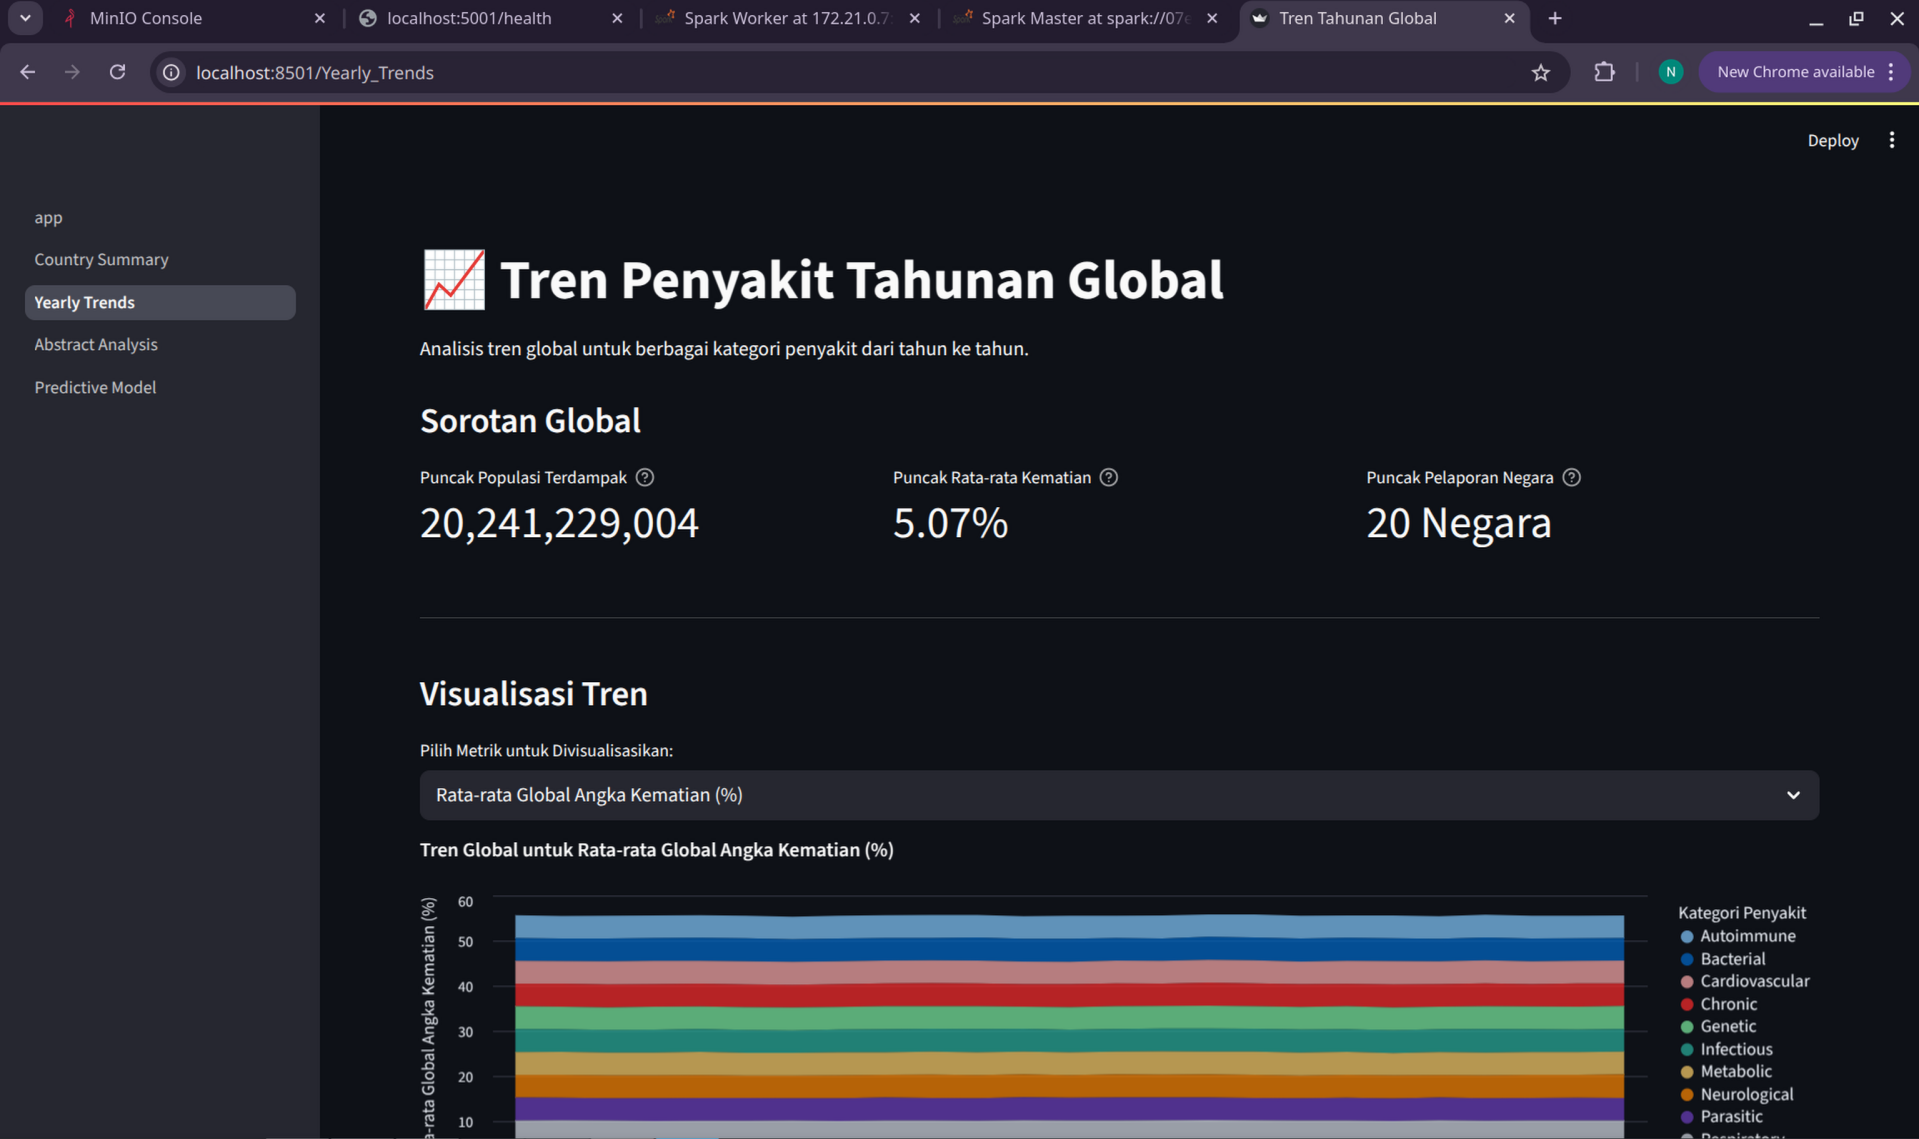 MinIO Console
localhost:5001/health
Spark Worker at 172.21.0.7
Spark Master at spark://07
Tren Tahunan Global
localhost:8501/Yearly_Trends
N
New Chrome available
Deploy
app
Country Summary
Yearly Trends
Abstract Analysis
Predictive Model
Tren Penyakit Tahunan Global
Analisis tren global untuk berbagai kategori penyakit dari tahun ke tahun.
Sorotan Global
Puncak Populasi Terdampak
20,241,229,004
Puncak Rata-rata Kematian
5.07%
Puncak Pelaporan Negara
20 Negara
Visualisasi Tren
Pilih Metrik untuk Divisualisasikan:
Rata-rata Global Angka Kematian (%)
Tren Global untuk Rata-rata Global Angka Kematian (%)
a-rata Global Angka Kematian (%)
60
50
40
30
20
10
Kategori Penyakit
Autoimmune
Bacterial
Cardiovascular
Chronic
Genetic
Infectious
Metabolic
Neurological
Parasitic
Respiratory